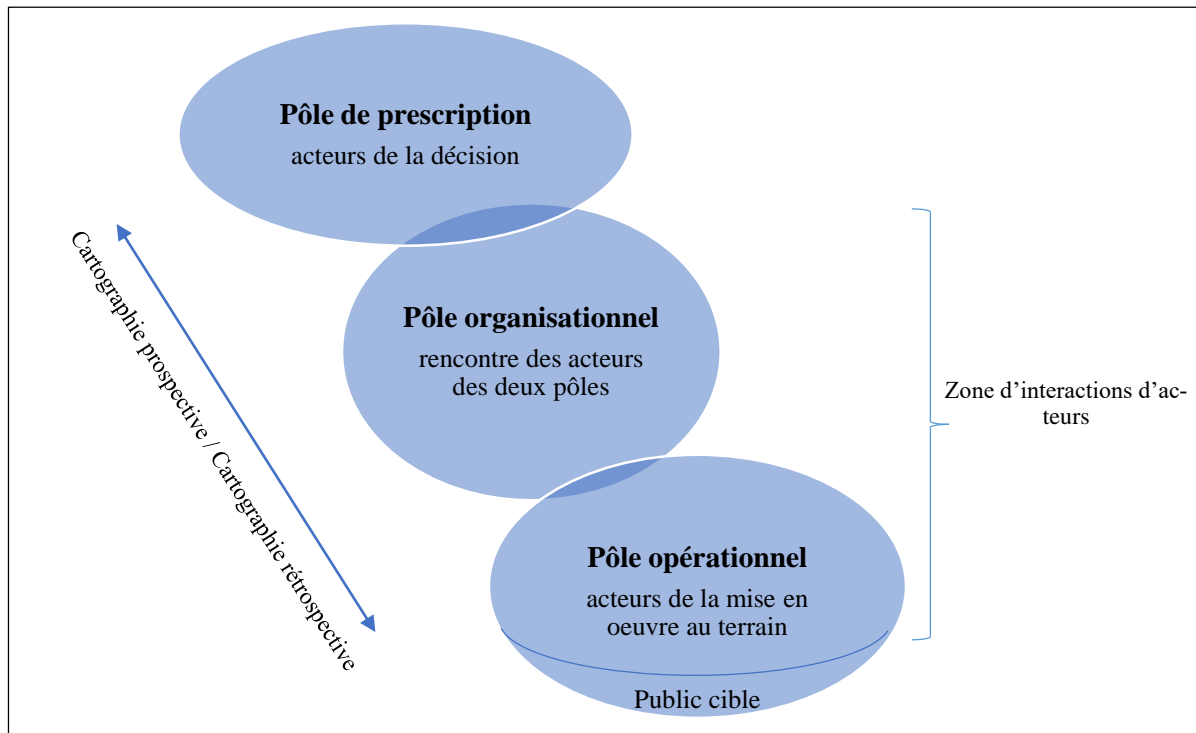 Pôle de prescription
acteurs de la décision
Cartographie prospective / Cartographie rétrospective
Pôle organisationnel
rencontre des acteurs
des deux pôles
Zone d’interactions d’ac-
teurs
Pôle opérationnel
acteurs de la mise en
oeuvre au terrain
Public cible